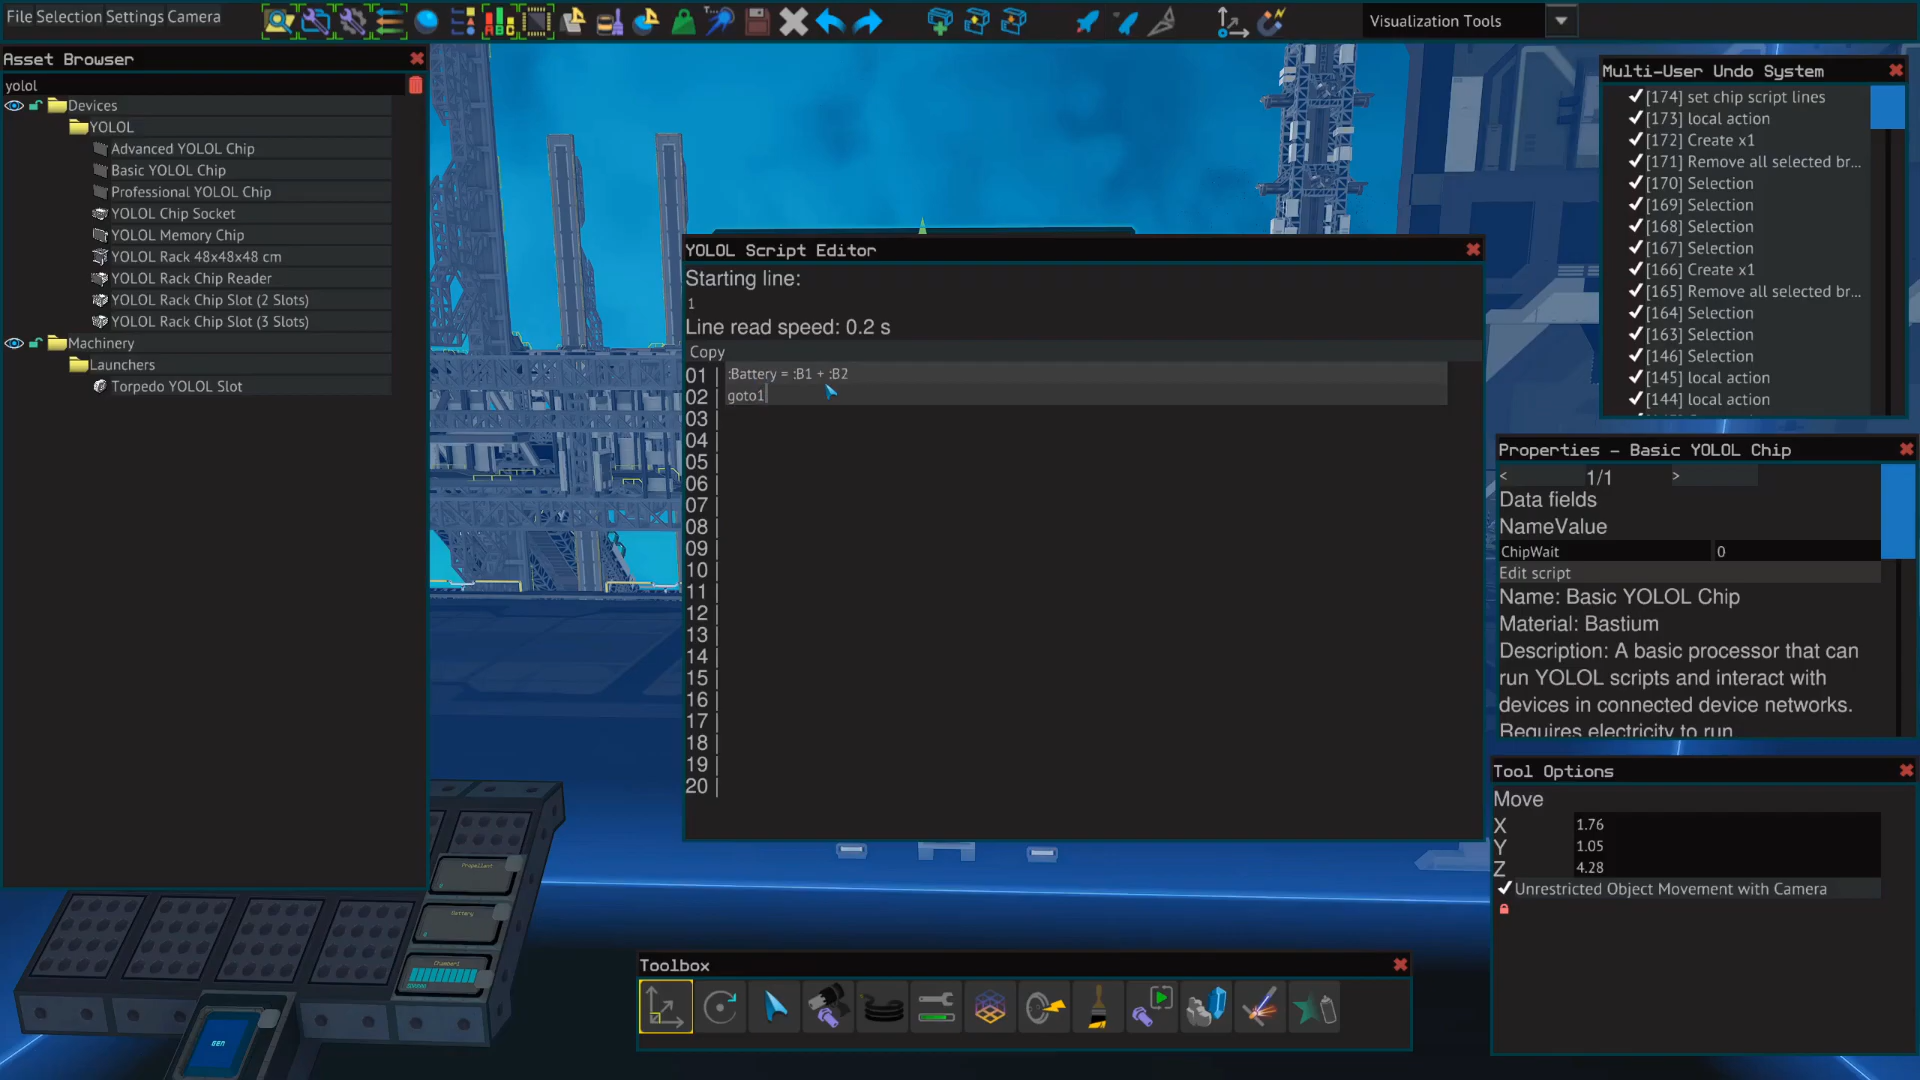 File Selection Settings Camera
Visualization Tools
Asset Browser
yolol
Devices
YOLOL
Advanced YOLOL Chip
Basic YOLOL Chip
Professional YOLOL Chip
YOLOL Chip Socket
YOLOL Memory Chip
YOLOL Rack 48x48x48 cm
YOLOL Rack Chip Reader
YOLOL Rack Chip Slot (2 Slots)
YOLOL Rack Chip Slot (3 Slots)
Machinery
Launchers
Torpedo YOLOL Slot
YOLOL Script Editor
Starting line:
1
Line read speed: 0.2 s
Copy
01 :Battery = :B1 + :B2
02 goto1
03
04
05
06
07
08
09
10
11
12
13
14
15
16
17
18
19
20
Multi-User Undo System
[174] set chip script lines
[173] local action
[172] Create x1
[171] Remove all selected br...
[170] Selection
[169] Selection
[168] Selection
[167] Selection
[166] Create x1
[165] Remove all selected br...
[164] Selection
[163] Selection
[146] Selection
[145] local action
[144] local action
Properties - Basic YOLOL Chip
< 1/1 >
Data fields
NameValue
ChipWait 0
Edit script
Name: Basic YOLOL Chip
Material: Bastium
Description: A basic processor that can
run YOLOL scripts and interact with
devices in connected device networks.
Requires electricity to run
Tool Options
Move
X 1.76
Y 1.05
Z 4.28
Unrestricted Object Movement with Camera
Toolbox
Propellant
Battery
GEN